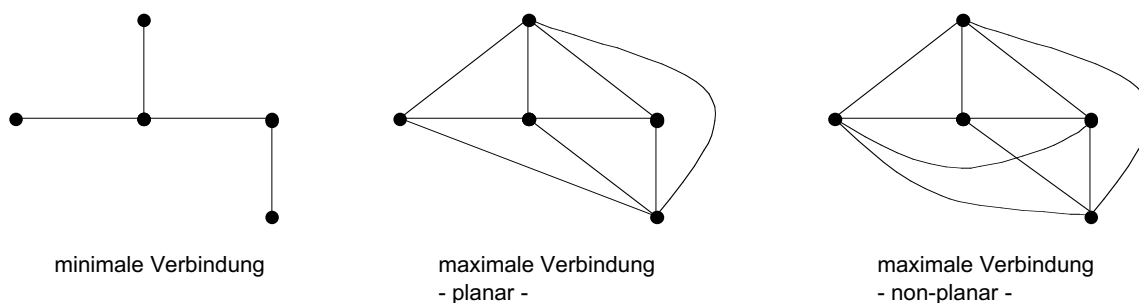 minimale Verbindung
maximale Verbindung
- planar -
maximale Verbindung
- non-planar -